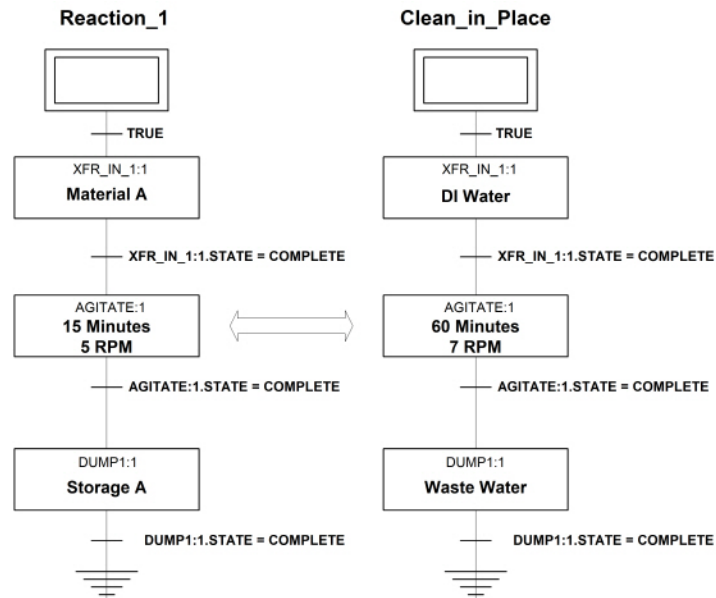 Reaction_1
Clean_in_Place
TRUE
TRUE
XFR_IN_1:1
Material A
XFR_IN_1:1
DI Water
XFR_IN_1:1.STATE = COMPLETE
XFR_IN_1:1.STATE = COMPLETE
AGITATE:1
15 Minutes
5 RPM
AGITATE:1
60 Minutes
7 RPM
AGITATE:1.STATE = COMPLETE
AGITATE:1.STATE = COMPLETE
DUMP1:1
Storage A
DUMP1:1
Waste Water
DUMP1:1.STATE = COMPLETE
DUMP1:1.STATE = COMPLETE